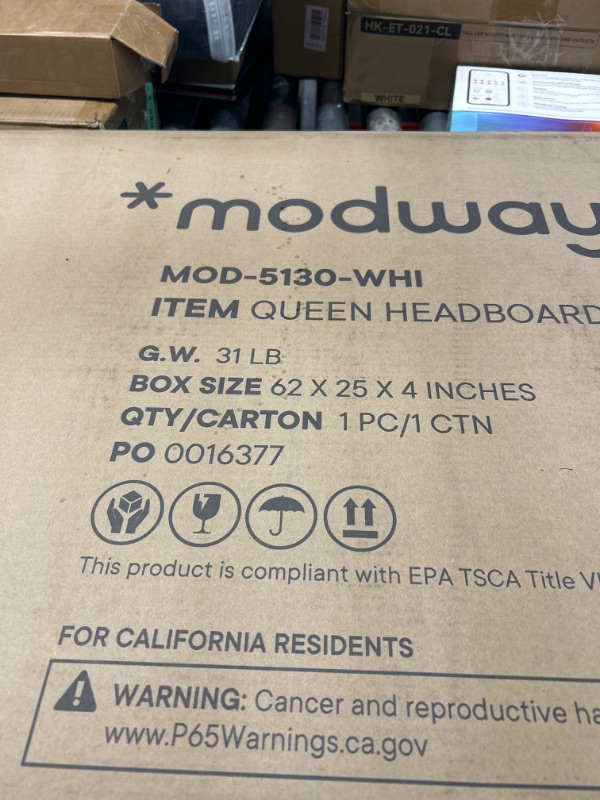 HK-ET-021-CL
WHITE
*modway
MOD-5130-WHI
ITEM QUEEN HEADBOARD
G.W. 31 LB
BOX SIZE 62 X 25 X 4 INCHES
QTY/CARTON 1 PC/1 CTN
PO 0016377
This product is compliant with EPA TSCA Title
FOR CALIFORNIA RESIDENTS
WARNING: Cancer and reproductive
www.P65Warnings.ca.gov